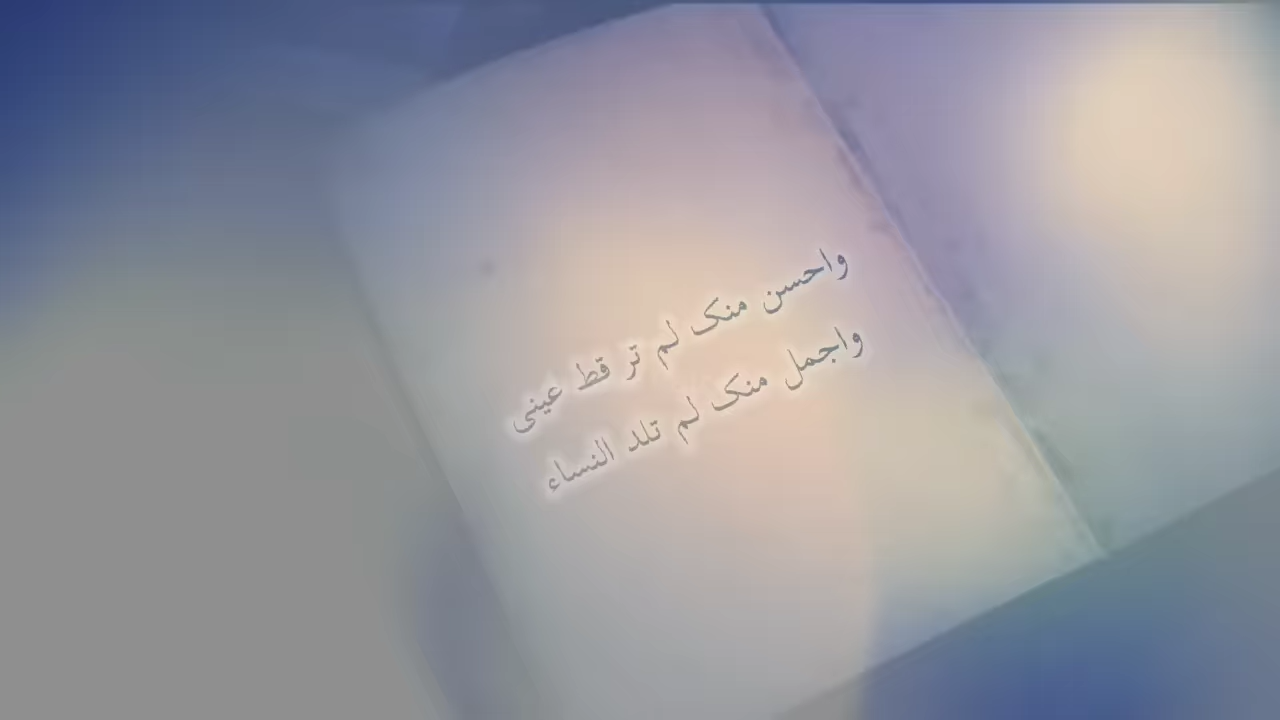 واحسن منک لم تر قط عینی
واجمل منک لم تلد النساء